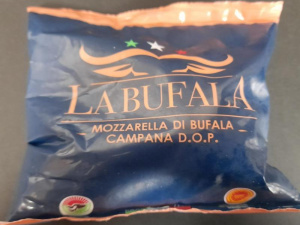 LA BUFALA
MOZZARELLA DI BUFALA
CAMPANA D.O.P.